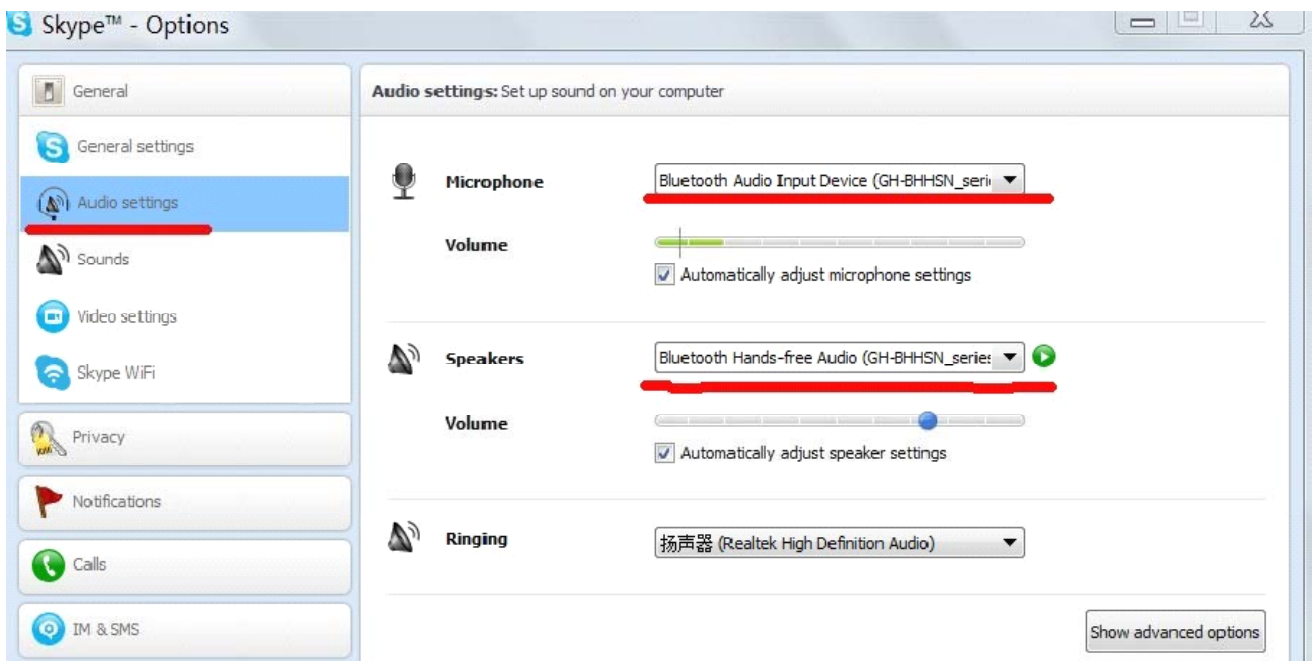 Skype™ - Options
General
General settings
Audio settings
Sounds
Video settings
Skype WiFi
Privacy
Notifications
Calls
IM & SMS
Audio settings: Set up sound on your computer
Microphone
Bluetooth Audio Input Device (GH-BHHSN_seri
Volume
Automatically adjust microphone settings
Speakers
Bluetooth Hands-free Audio (GH-BHHSN_series
Volume
Automatically adjust speaker settings
Ringing
扬声器 (Realtek High Definition Audio)
Show advanced options